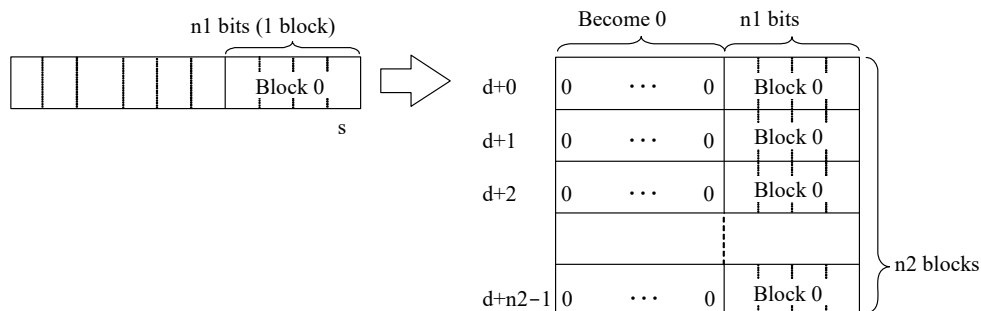 n1 bits (1 block)
Block 0
s
Become 0
n1 bits
d+0 0 ··· 0 Block 0
d+1 0 ··· 0 Block 0
d+2 0 ··· 0 Block 0
n2 blocks
d+n2−1 0 ··· 0 Block 0